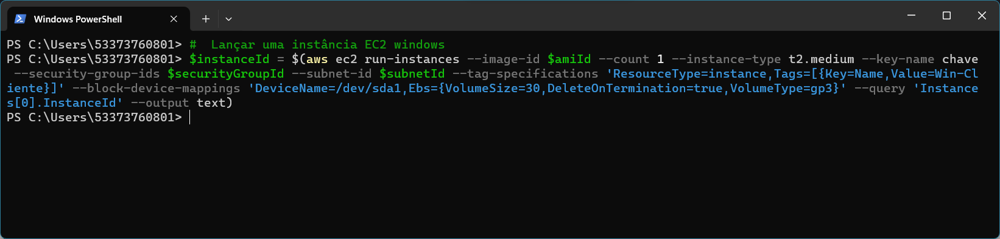 Windows PowerShell
PS C:\Users\53373760801> #  Lançar uma instância EC2 windows
PS C:\Users\53373760801> $instanceId = $(aws ec2 run-instances --image-id $amiId --count 1 --instance-type t2.medium --key-name chave
 --security-group-ids $securityGroupId --subnet-id $subnetId --tag-specifications 'ResourceType=instance,Tags=[{Key=Name,Value=Win-Cl
iente}]' --block-device-mappings 'DeviceName=/dev/sda1,Ebs={VolumeSize=30,DeleteOnTermination=true,VolumeType=gp3}' --query 'Instance
s[0].InstanceId' --output text)
PS C:\Users\53373760801>